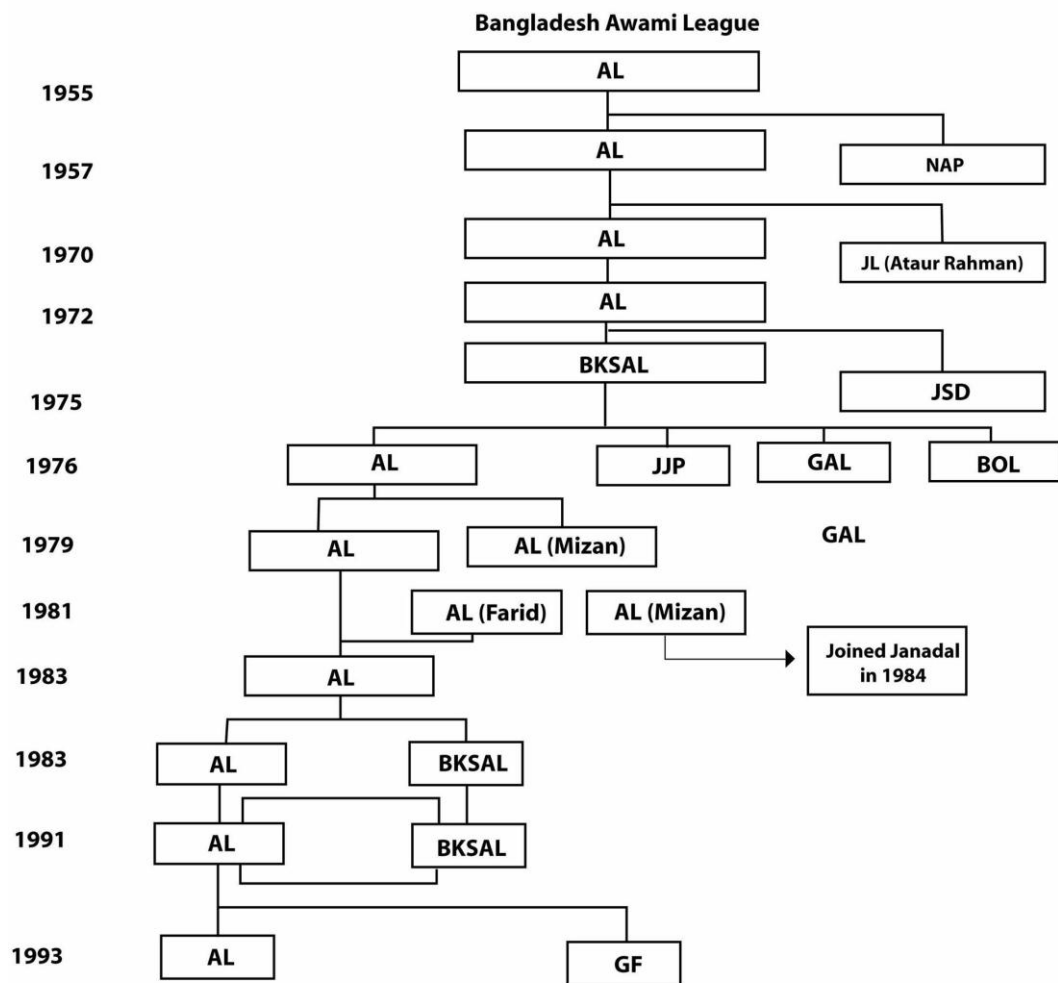 Bangladesh Awami League
AL
1955
AL
1957
NAP
AL
1970
JL (Ataur Rahman)
AL
1972
BKSAL
JSD
1975
1976
AL
JJP
GAL
BOL
1979
AL
AL (Mizan)
GAL
1981
AL (Farid)
AL (Mizan)
Joined Janadal
in 1984
1983
AL
1983
AL
BKSAL
1991
AL
BKSAL
1993
AL
GF